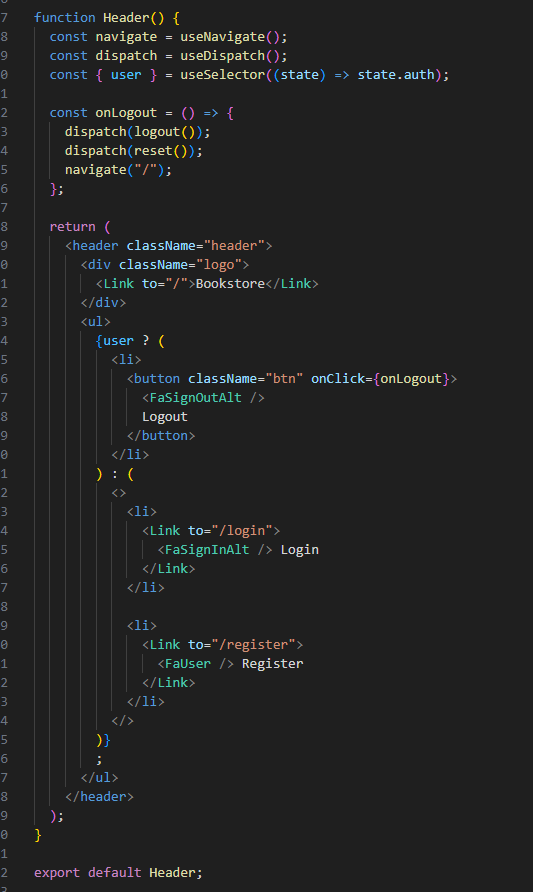 7 function Header() {
8   const navigate = useNavigate();
9   const dispatch = useDispatch();
0   const { user } = useSelector((state) => state.auth);
1
2   const onLogout = () => {
3     dispatch(logout());
4     dispatch(reset());
5     navigate("/");
6   };
7
8   return (
9     <header className="header">
0       <div className="logo">
1         <Link to="/">Bookstore</Link>
2       </div>
3       <ul>
4         {user ? (
5           <li>
6             <button className="btn" onClick={onLogout}>
7               <FaSignOutAlt />
8               Logout
9             </button>
0           </li>
1         ) : (
2           <>
3             <li>
4               <Link to="/login">
5                 <FaSignInAlt /> Login
6               </Link>
7             </li>
8
9             <li>
0               <Link to="/register">
1                 <FaUser /> Register
2               </Link>
3             </li>
4           </>
5         )}
6         ;
7       </ul>
8     </header>
9   );
0 }
1
2 export default Header;